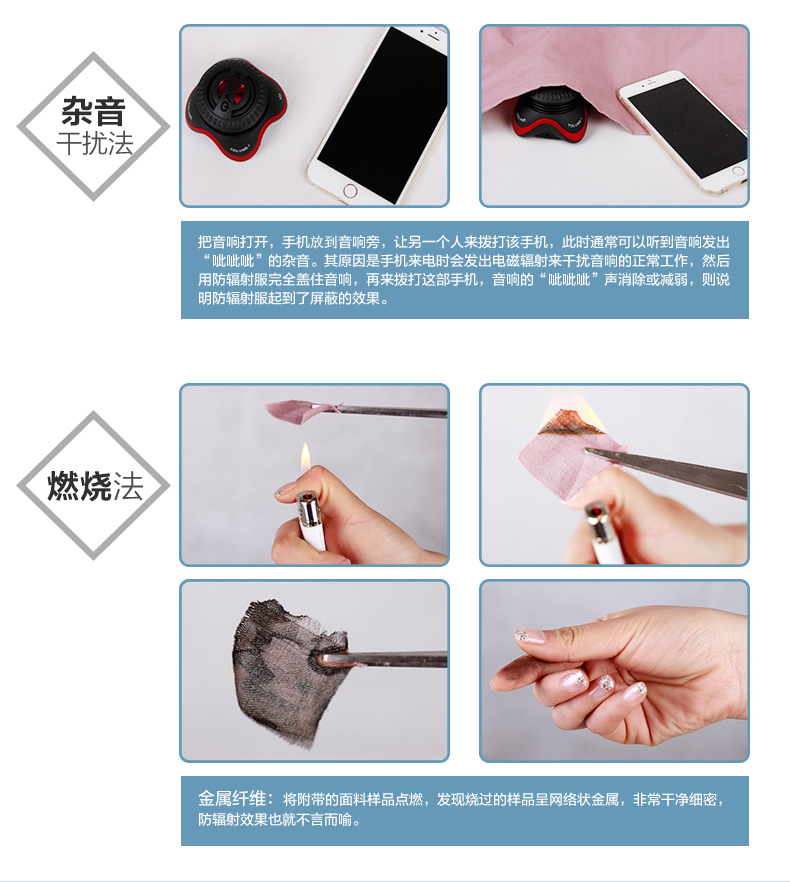 杂音
干扰法
把音响打开，手机放到音响旁，让另一个人来拨打该手机，此时通常可以听到音响发出
“呲呲呲”的杂音。其原因是手机来电时会发出电磁辐射来干扰音响的正常工作，然后
用防辐射服完全盖住音响，再来拨打这部手机，音响的“呲呲呲”声消除或减弱，则说
明防辐射服起到了屏蔽的效果。
燃烧法
金属纤维：将附带的面料样品点燃，发现烧过的样品呈网络状金属，非常干净细密，
防辐射效果也就不言而喻。